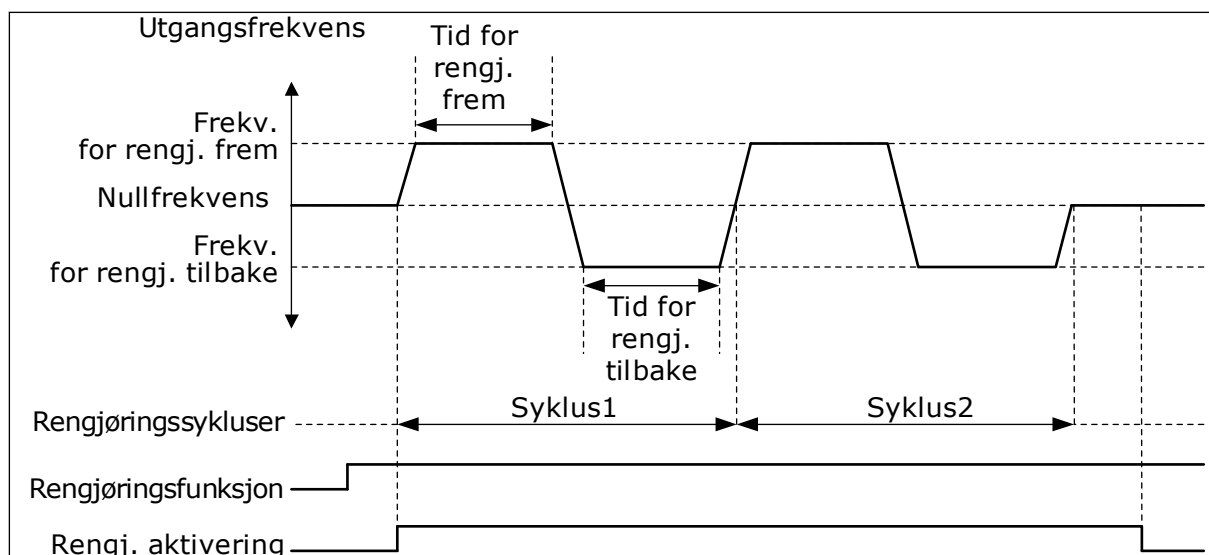 Utgangsfrekvens
Tid for
rengj.
frem
Frekv.
for rengj. frem
Nullfrekvens
Frekv.
for rengj. tilbake
Tid for
rengj.
tilbake
Rengjøringssykluser
Syklus1
Syklus2
Rengjøringsfunksjon
Rengj. aktivering